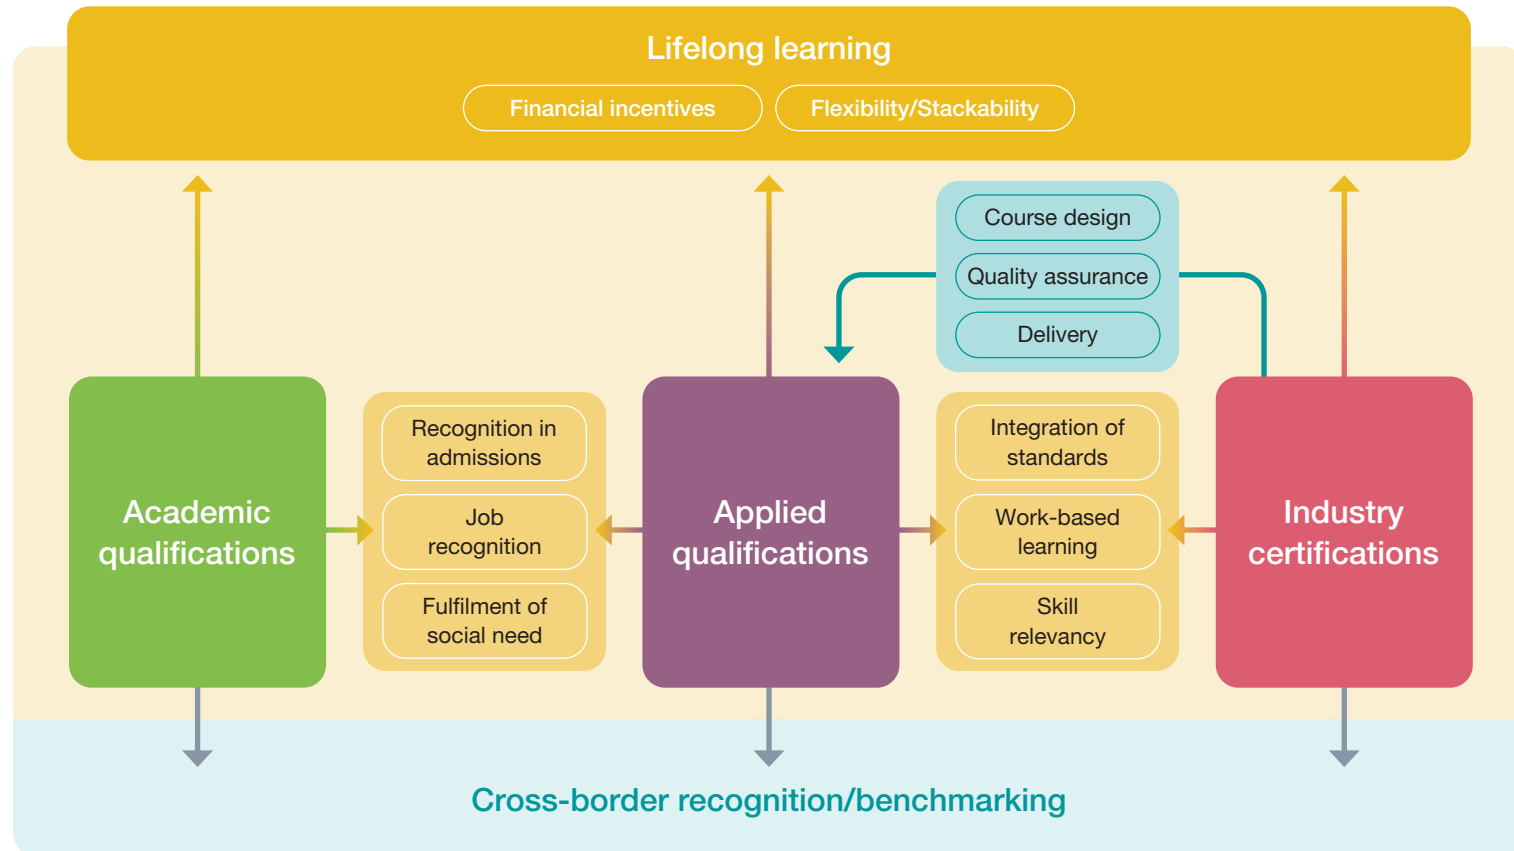 Lifelong learning
Financial incentives
Flexibility/Stackability
Course design
Quality assurance
Delivery
Academic
qualifications
Recognition in
admissions
Job
recognition
Fulfilment of
social need
Applied
qualifications
Integration of
standards
Work-based
learning
Skill
relevancy
Industry
certifications
Cross-border recognition/benchmarking